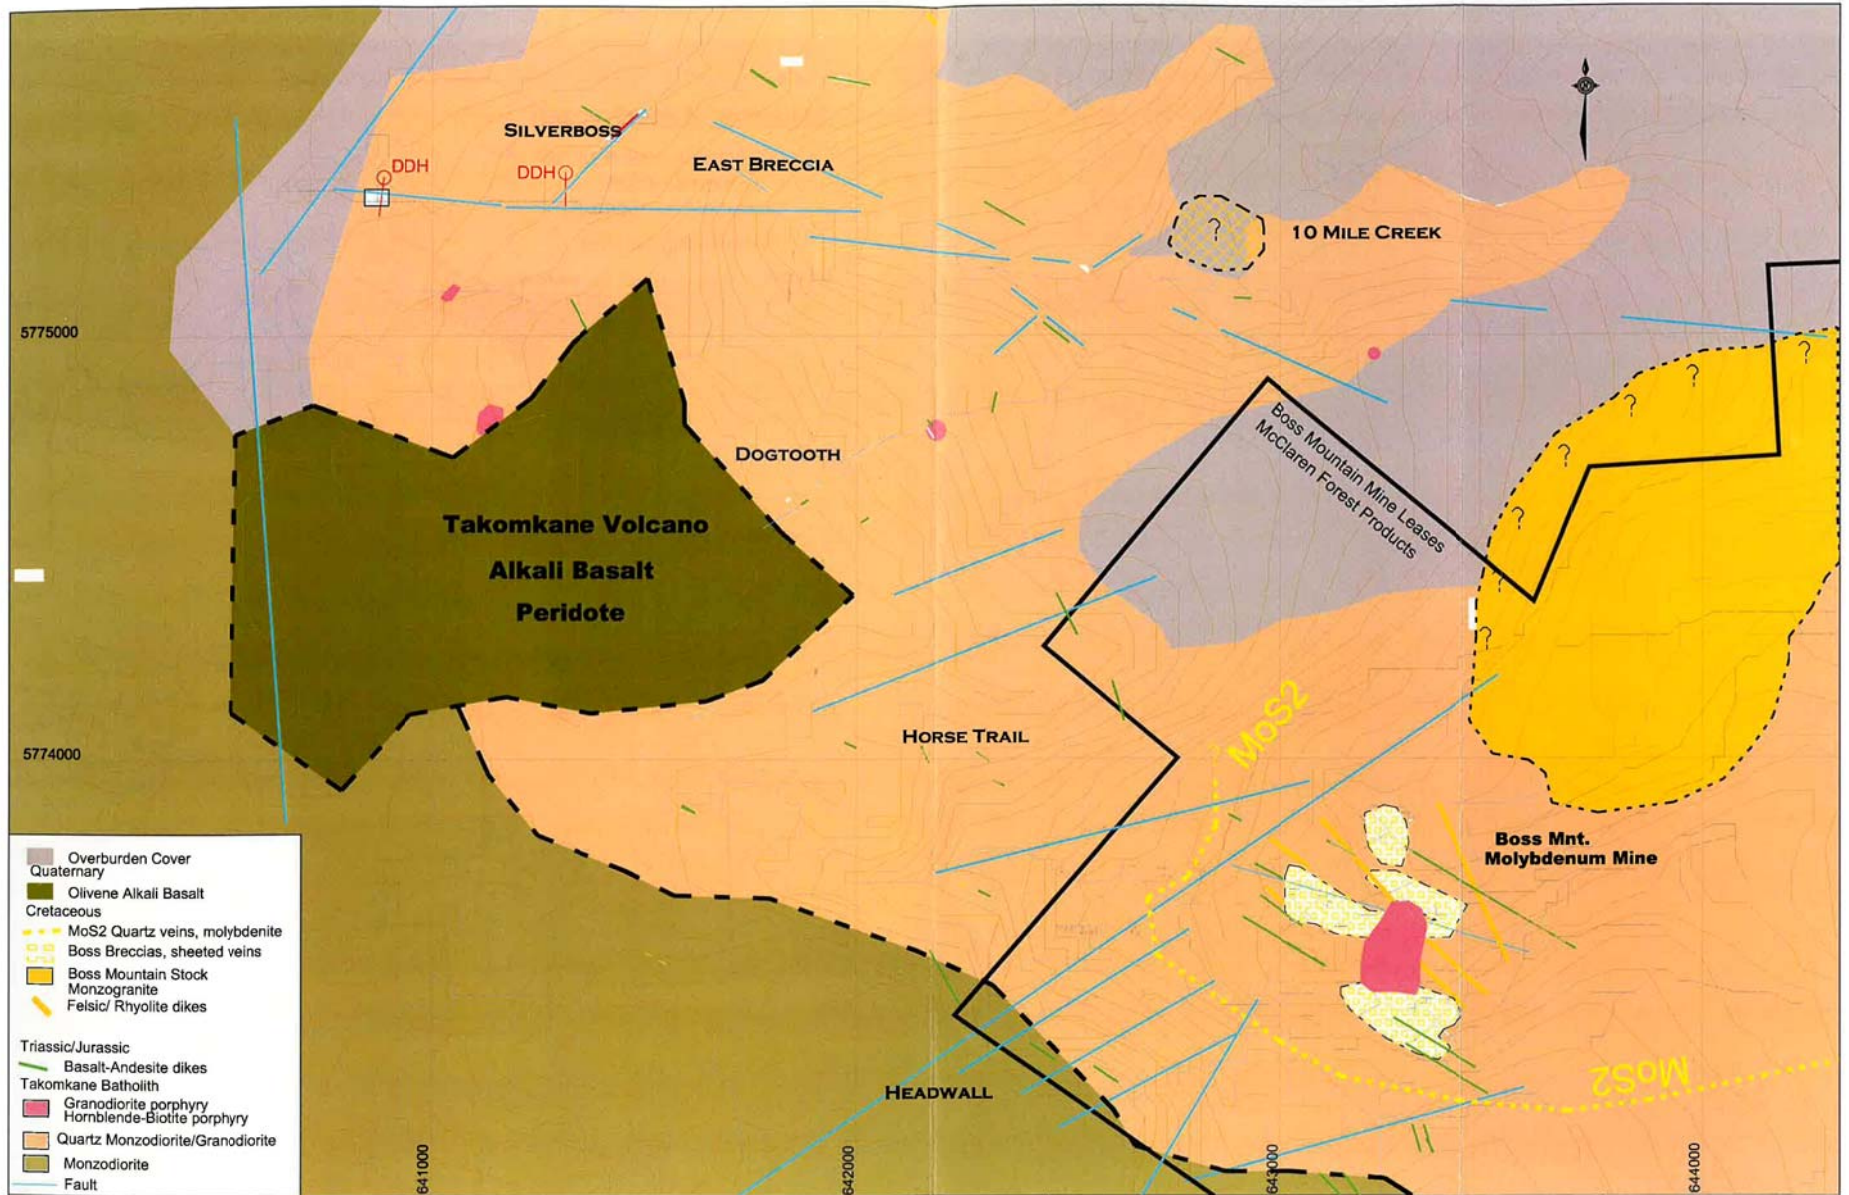 SILVERBOSS
EAST BRECCIA
DDH
DDH
10 MILE CREEK
?
5775000
?
?
?
?
?
?
?
Boss Mountain Mine Leases
McClaren Forest Products
DOGTOOTH
Takomkane Volcano
Alkali Basalt
Peridote
MoS2
HORSE TRAIL
5774000
Boss Mnt.
Molybdenum Mine
MoS2
HEADWALL
641000
642000
643000
644000
Overburden Cover
Quaternary
Olivene Alkali Basalt
Cretaceous
MoS2 Quartz veins, molybdenite
Boss Breccias, sheeted veins
Boss Mountain Stock
Monzogranite
Felsic/ Rhyolite dikes
Triassic/Jurassic
Basalt-Andesite dikes
Takomkane Batholith
Granodiorite porphyry
Hornblende-Biotite porphyry
Quartz Monzodiorite/Granodiorite
Monzodiorite
Fault